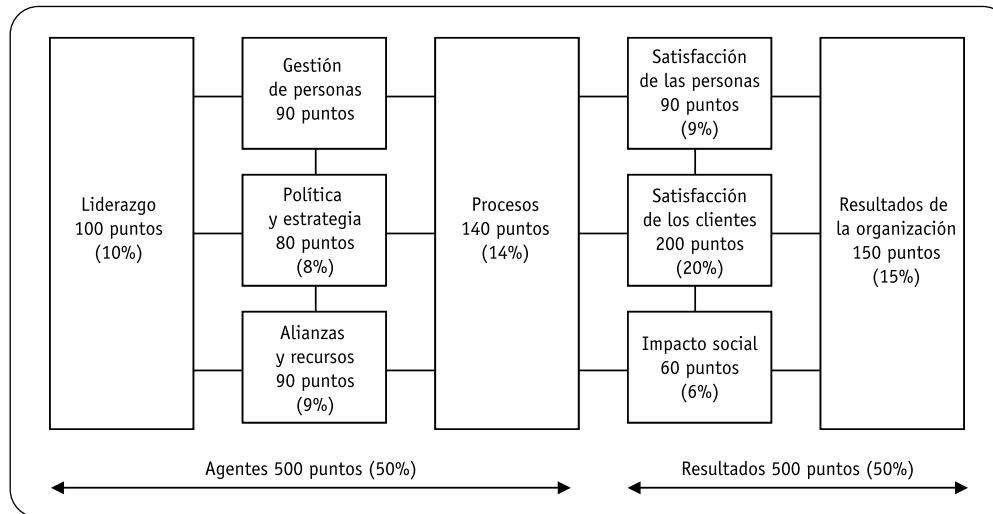 Liderazgo
100 puntos
(10%)
Gestión
de personas
90 puntos
Política
y estrategia
80 puntos
(8%)
Alianzas
y recursos
90 puntos
(9%)
Procesos
140 puntos
(14%)
Satisfacción
de las personas
90 puntos
(9%)
Satisfacción
de los clientes
200 puntos
(20%)
Impacto social
60 puntos
(6%)
Resultados de
la organización
150 puntos
(15%)
Agentes 500 puntos (50%)
Resultados 500 puntos (50%)